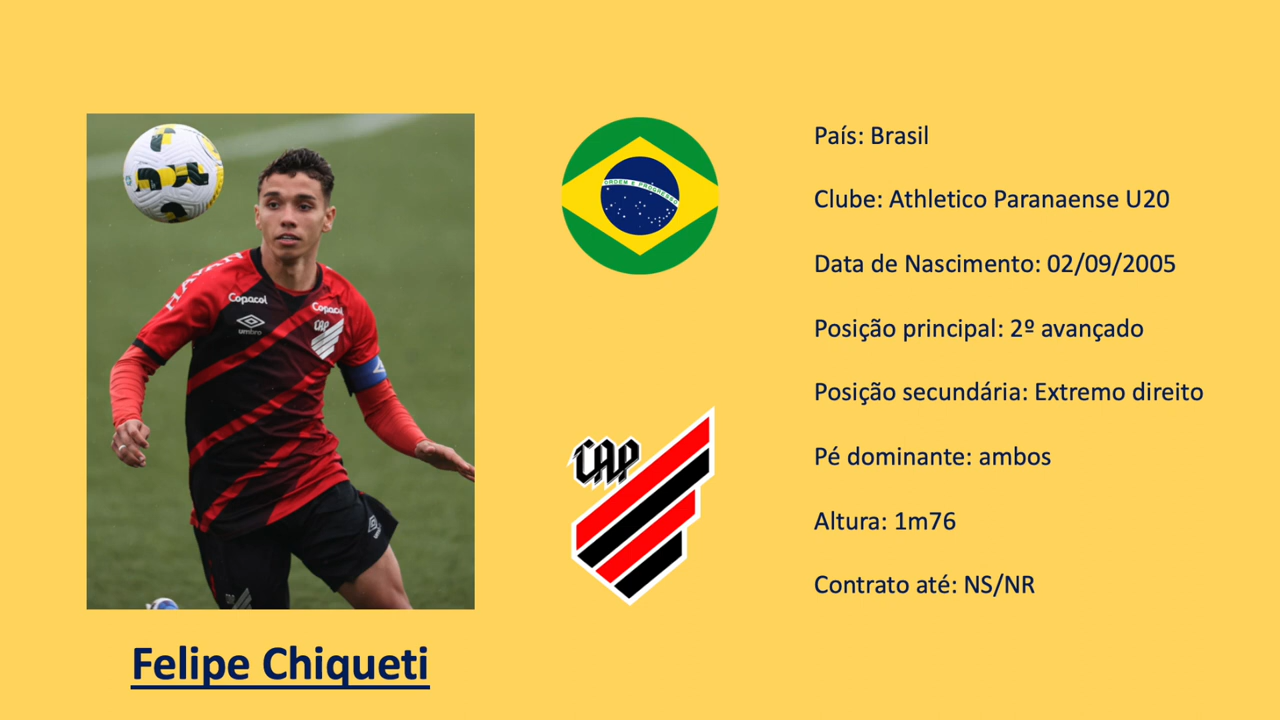 Copacol
Copacol
umbro
CAP
ORDEM E PROGRESSO
CAP
País: Brasil
Clube: Athletico Paranaense U20
Data de Nascimento: 02/09/2005
Posição principal: 2º avançado
Posição secundária: Extremo direito
Pé dominante: ambos
Altura: 1m76
Contrato até: NS/NR
Felipe Chiqueti